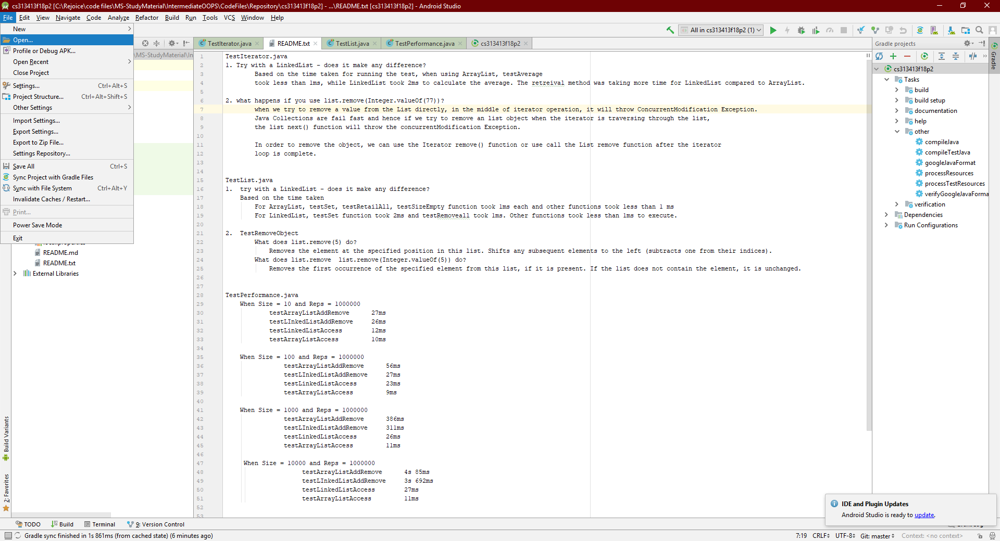 cs313413f18p2 [C:\Rejoice\code files\MS-StudyMaterial\IntermediateOOPS\CodeFiles\Repository\cs313413f18p2] - ...\README.txt [cs313413f18p2] - Android Studio
File Edit View Navigate Code Analyze Refactor Build Run Tools VCS Window Help
All in cs313413f18p2 (1)
New
Open...
Profile or Debug APK...
Open Recent
Close Project
Settings... Ctrl+Alt+S
Project Structure... Ctrl+Alt+Shift+S
Other Settings
Import Settings...
Export Settings...
Export to Zip File...
Settings Repository...
Save All Ctrl+S
Sync Project with Gradle Files
Sync with File System Ctrl+Alt+Y
Invalidate Caches / Restart...
Print...
Power Save Mode
Exit
\MS-StudyMaterial\In
README.md
README.txt
External Libraries
Build Variants
2: Favorites
TestIterator.java README.txt TestList.java TestPerformance.java cs313413f18p2
1 TestIterator.java
2 1. Try with a LinkedList - does it make any difference?
3 Based on the time taken for running the test, when using ArrayList, testAverage
4 took less than 1ms, while LinkedList took 2ms to calculate the average. The retreival method was taking more time for LinkedList compared to ArrayList.
5
6 2. what happens if you use list.remove(Integer.valueOf(77))?
7 when we try to remove a value from the List directly, in the middle of iterator operation, it will throw ConcurrentModification Exception.
8 Java Collections are fail fast and hence if we try to remove an list object when the iterator is traversing through the list,
9 the list next() function will throw the concurrentModification Exception.
10
11 In order to remove the object, we can use the Iterator remove() function or use call the List remove function after the iterator
12 loop is complete.
13
14
15 TestList.java
16 1. try with a LinkedList - does it make any difference?
17 Based on the time taken
18 For ArrayList, testSet, testRetailAll, testSizeEmpty function took 1ms each and other functions took less than 1 ms
19 For LinkedList, testSet function took 2ms and testRemoveall took 1ms. Other functions took less than 1ms to execute.
20
21 2. TestRemoveObject
22 What does list.remove(5) do?
23 Removes the element at the specified position in this list. Shifts any subsequent elements to the left (subtracts one from their indices).
24 What does list.remove list.remove(Integer.valueOf(5)) do?
25 Removes the first occurrence of the specified element from this list, if it is present. If the list does not contain the element, it is unchanged.
26
27
28 TestPerformance.java
29 When Size = 10 and Reps = 1000000
30 testArrayListAddRemove 27ms
31 testLInkedListAddRemove 26ms
32 testLinkedListAccess 12ms
33 testArrayListAccess 10ms
34
35 When Size = 100 and Reps = 1000000
36 testArrayListAddRemove 56ms
37 testLInkedListAddRemove 27ms
38 testLinkedListAccess 23ms
39 testArrayListAccess 9ms
40
41 When Size = 1000 and Reps = 1000000
42 testArrayListAddRemove 386ms
43 testLInkedListAddRemove 311ms
44 testLinkedListAccess 26ms
45 testArrayListAccess 11ms
46
47 When Size = 10000 and Reps = 1000000
48 testArrayListAddRemove 4s 85ms
49 testLInkedListAddRemove 3s 692ms
50 testLinkedListAccess 27ms
51 testArrayListAccess 11ms
52
53
Gradle projects
Gradle
cs313413f18p2
Tasks
build
build setup
documentation
help
other
compileJava
compileTestJava
googleJavaFormat
processResources
processTestResources
verifyGoogleJavaForma
verification
Dependencies
Run Configurations
IDE and Plugin Updates
Android Studio is ready to update.
TODO Build Terminal 9: Version Control
Gradle sync finished in 1s 861ms (from cached state) (6 minutes ago)
7:19 CRLF UTF-8 Git: master Context: <no context>